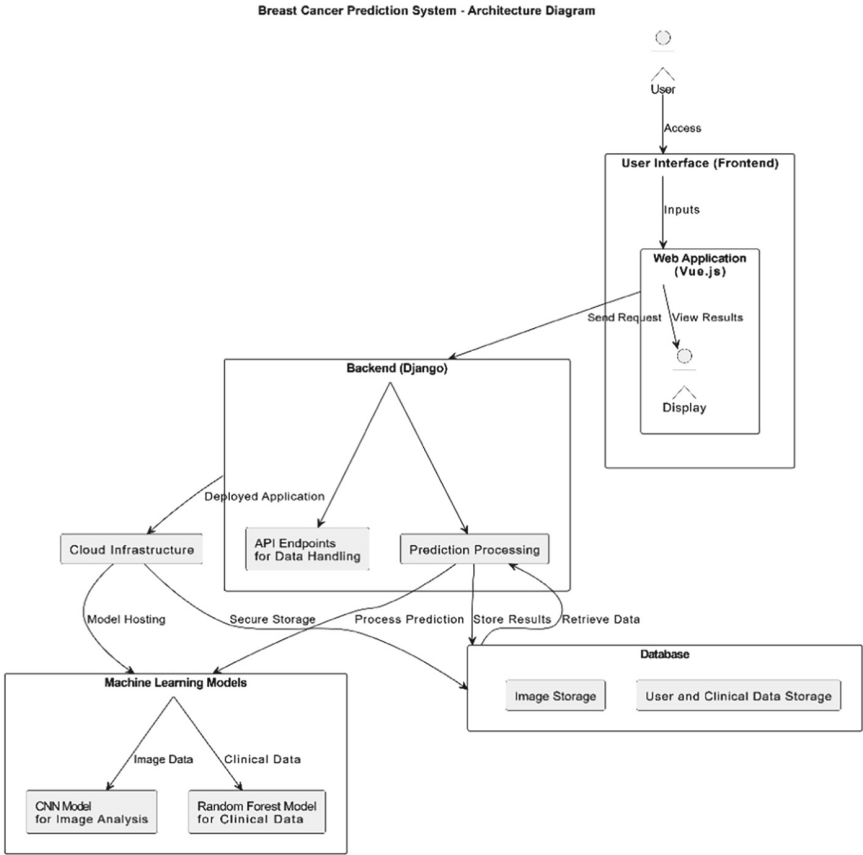 Breast Cancer Prediction System - Architecture Diagram
User
Access
User Interface (Frontend)
Inputs
Web Application
(Vue.js)
Send Request
View Results
Display
Backend (Django)
Deployed Application
API Endpoints
for Data Handling
Prediction Processing
Cloud Infrastructure
Model Hosting
Secure Storage
Process Prediction
Store Results
Retrieve Data
Database
Image Storage
User and Clinical Data Storage
Machine Learning Models
Image Data
Clinical Data
CNN Model
for Image Analysis
Random Forest Model
for Clinical Data